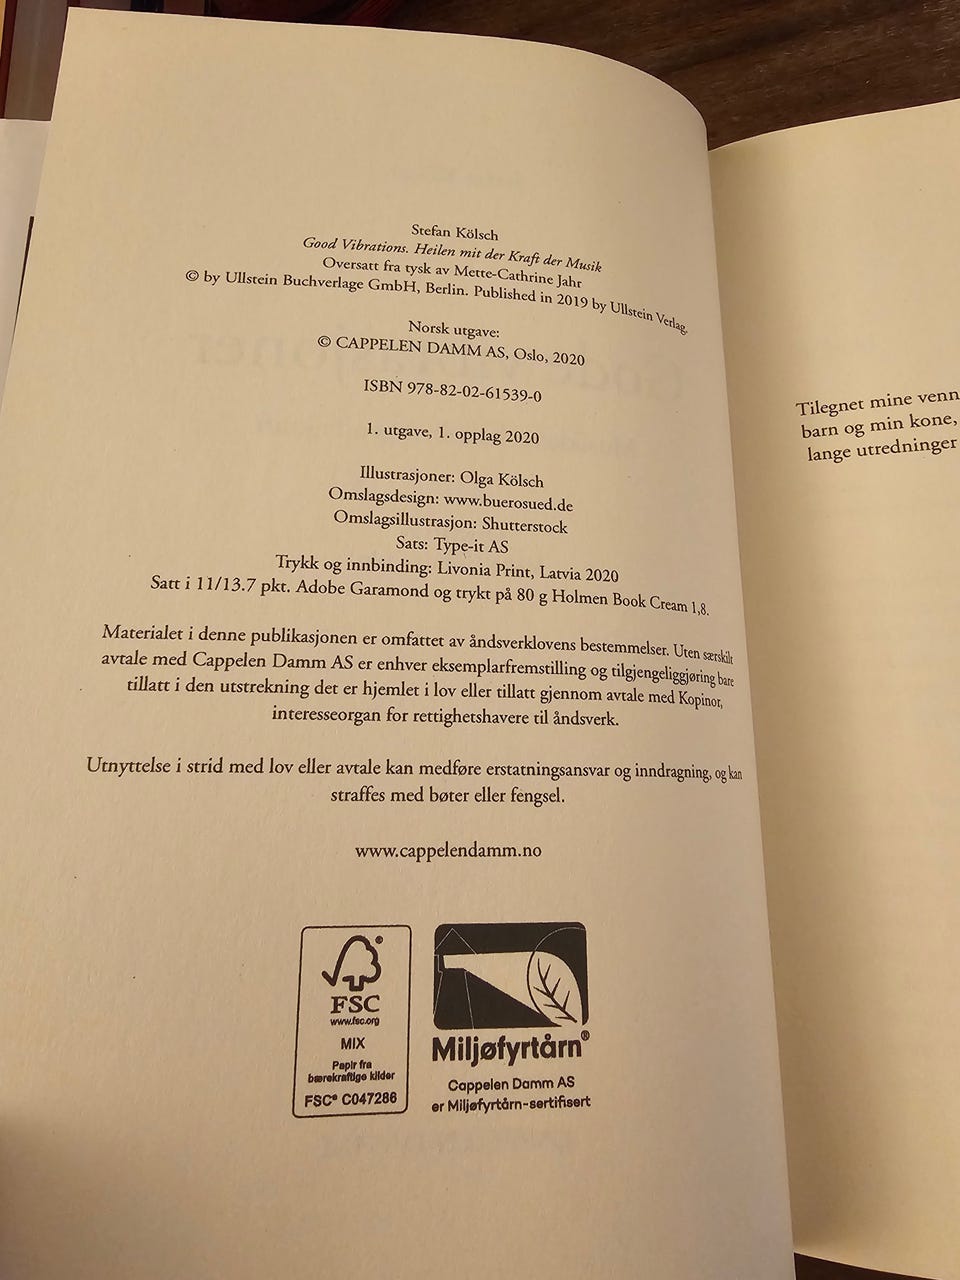 Stefan Kölsch
Good Vibrations. Heilen mit der Kraft der Musik
Oversatt fra tysk av Mette-Cathrine Jahr
© by Ullstein Buchverlage GmbH, Berlin. Published in 2019 by Ullstein Verlag.
Norsk utgave:
© CAPPELEN DAMM AS, Oslo, 2020
ISBN 978-82-02-61539-0
1. utgave, 1. opplag 2020
Illustrasjoner: Olga Kölsch
Omslagsdesign: www.buerosued.de
Omslagsillustrasjon: Shutterstock
Sats: Type-it AS
Trykk og innbinding: Livonia Print, Latvia 2020
Satt i 11/13.7 pkt. Adobe Garamond og trykt på 80 g Holmen Book Cream 1,8.
Materialet i denne publikasjonen er omfattet av åndsverklovens bestemmelser. Uten særskilt
avtale med Cappelen Damm AS er enhver eksemplarfremstilling og tilgjengeliggjøring bare
tillatt i den utstrekning det er hjemlet i lov eller tillatt gjennom avtale med Kopinor,
interesseorgan for rettighetshavere til åndsverk.
Utnyttelse i strid med lov eller avtale kan medføre erstatningsansvar og inndragning, og kan
straffes med bøter eller fengsel.
www.cappelendamm.no
FSC
www.fsc.org
MIX
Papir fra
bærekraftige kilder
FSC® C047286
Miljøfyrtårn®
Cappelen Damm AS
er Miljøfyrtårn-sertifisert
Tilegnet mine venn
barn og min kone,
lange utredninger